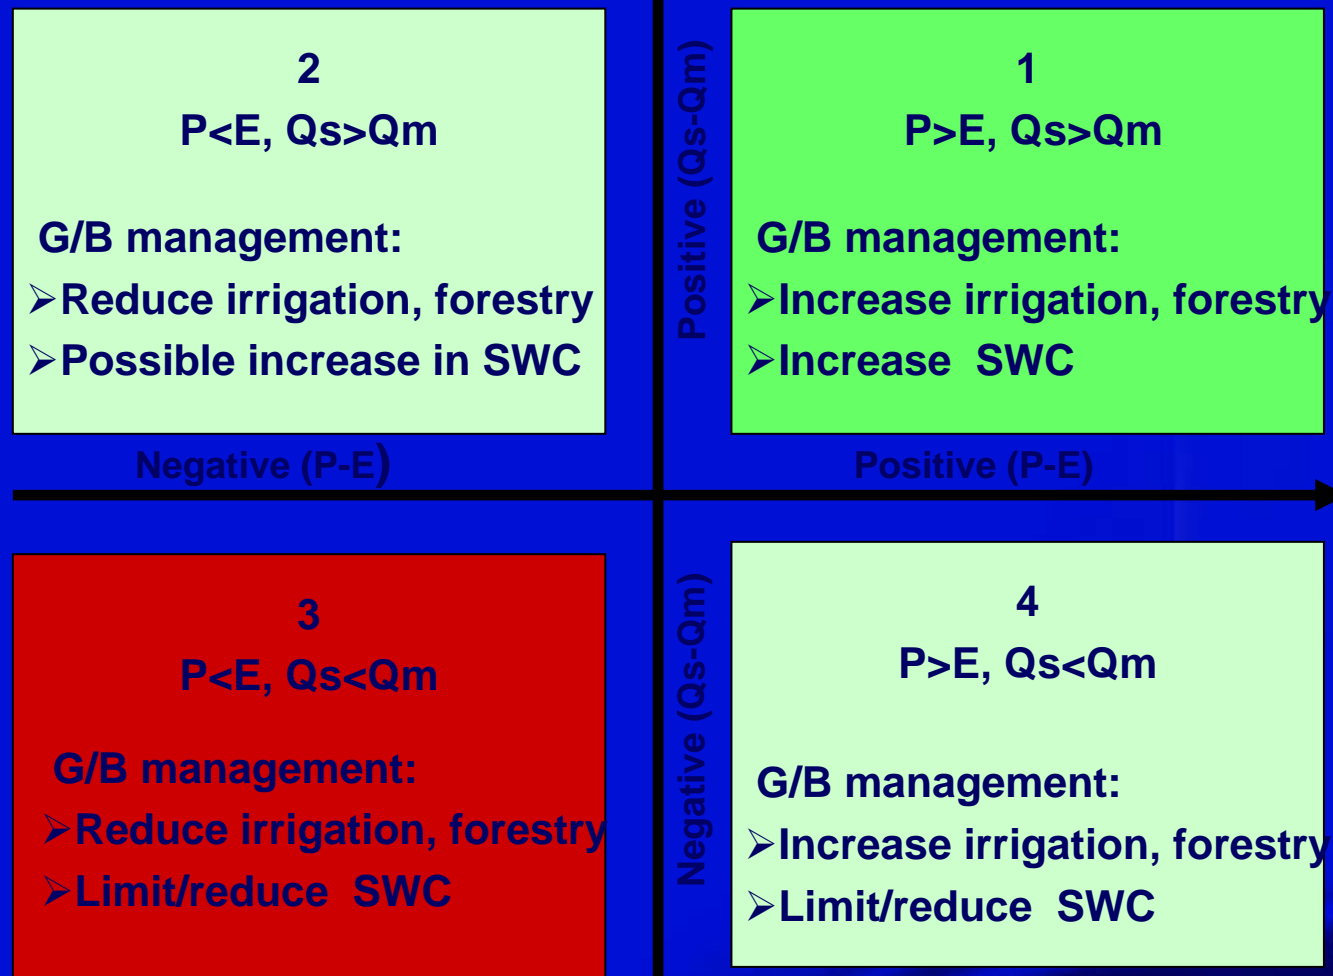 2
P<E, Qs>Qm
G/B management:
➢Reduce irrigation, forestry
➢Possible increase in SWC
Positive (Qs-Qm)
1
P>E, Qs>Qm
G/B management:
➢Increase irrigation, forestry
➢Increase SWC
Negative (P-E)
Positive (P-E)
3
P<E, Qs<Qm
G/B management:
➢Reduce irrigation, forestry
➢Limit/reduce SWC
Negative (Qs-Qm)
4
P>E, Qs<Qm
G/B management:
➢Increase irrigation, forestry
➢Limit/reduce SWC